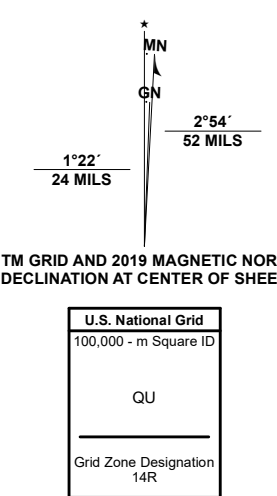 ★
MN
GN
2°54´
52 MILS
1°22´
24 MILS
TM GRID AND 2019 MAGNETIC NOR
DECLINATION AT CENTER OF SHEE
U.S. National Grid
100,000 - m Square ID
QU
Grid Zone Designation
14R